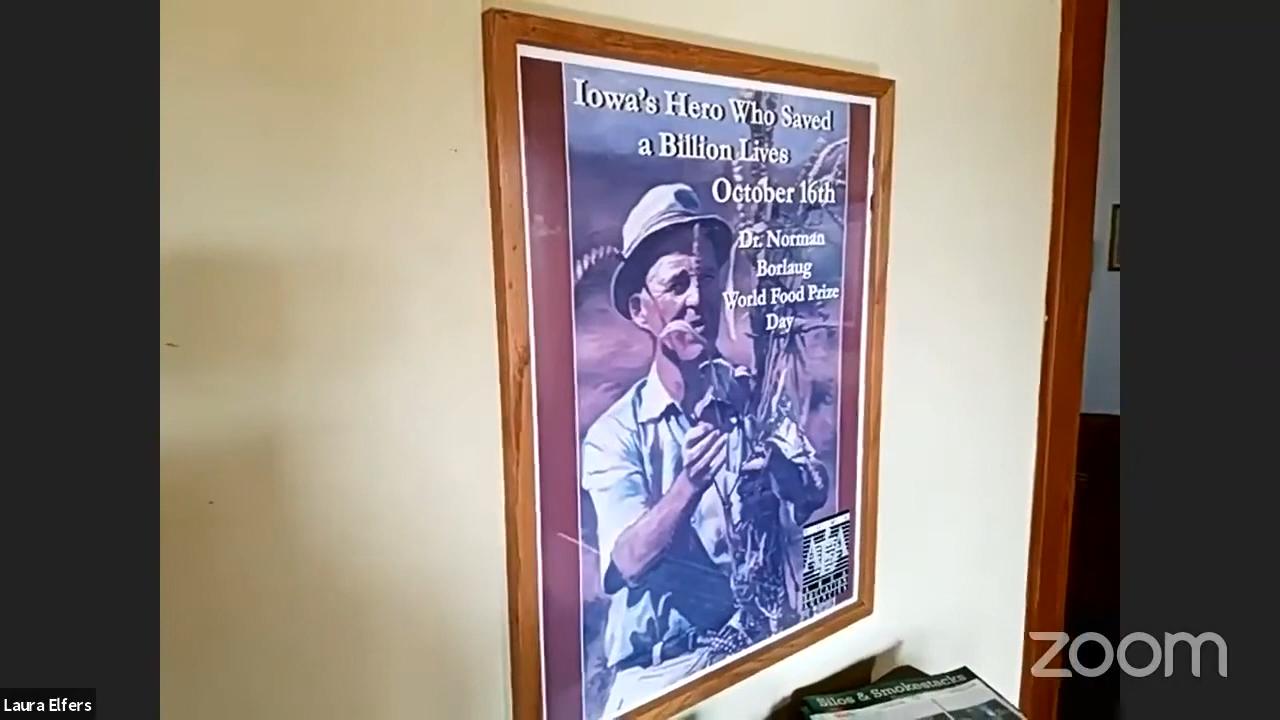 Iowa's Hero Who Saved
a Billion Lives
October 16th
Dr. Norman
Borlaug
World Food Prize
Day
Silos & Smokestacks
zoom
Laura Elfers